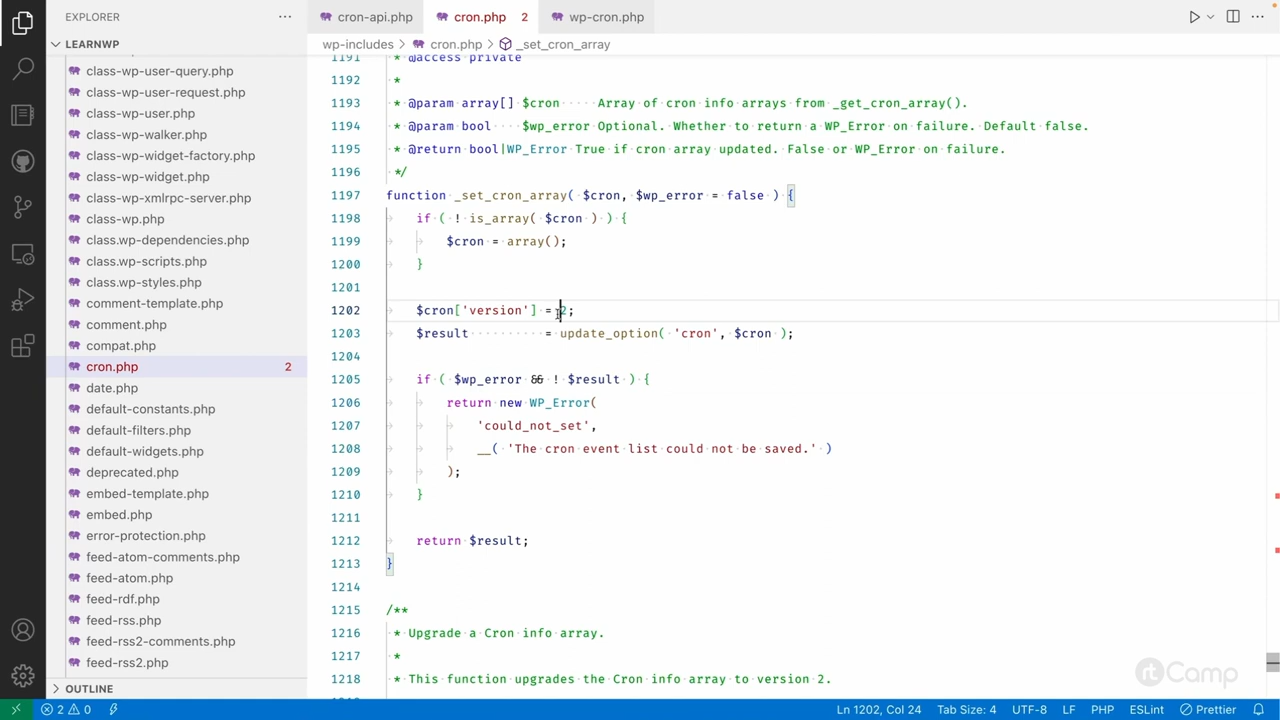 EXPLORER
LEARNWP
class-wp-user-query.php
class-wp-user-request.php
class-wp-user.php
class-wp-walker.php
class-wp-widget-factory.php
class-wp-widget.php
class-wp-xmlrpc-server.php
class-wp.php
class.wp-dependencies.php
class.wp-scripts.php
class.wp-styles.php
comment-template.php
comment.php
compat.php
cron.php 2
date.php
default-constants.php
default-filters.php
default-widgets.php
deprecated.php
embed-template.php
embed.php
error-protection.php
feed-atom-comments.php
feed-atom.php
feed-rdf.php
feed-rss.php
feed-rss2-comments.php
feed-rss2.php
OUTLINE
cron-api.php cron.php 2 wp-cron.php
wp-includes > cron.php > _set_cron_array
1191 * @access private
1192 *
1193 * @param array[] $cron Array of cron info arrays from _get_cron_array().
1194 * @param bool $wp_error Optional. Whether to return a WP_Error on failure. Default false.
1195 * @return bool|WP_Error True if cron array updated. False or WP_Error on failure.
1196 */
1197 function _set_cron_array( $cron, $wp_error = false ) {
1198 if ( ! is_array( $cron ) ) {
1199 $cron = array();
1200 }
1201
1202 $cron['version'] = 2;
1203 $result = update_option( 'cron', $cron );
1204
1205 if ( $wp_error && ! $result ) {
1206 return new WP_Error(
1207 'could_not_set',
1208 __( 'The cron event list could not be saved.' )
1209 );
1210 }
1211
1212 return $result;
1213 }
1214
1215 /**
1216 * Upgrade a Cron info array.
1217 *
1218 * This function upgrades the Cron info array to version 2.
rtCamp
2 0 Ln 1202, Col 24 Tab Size: 4 UTF-8 LF PHP ESLint Prettier